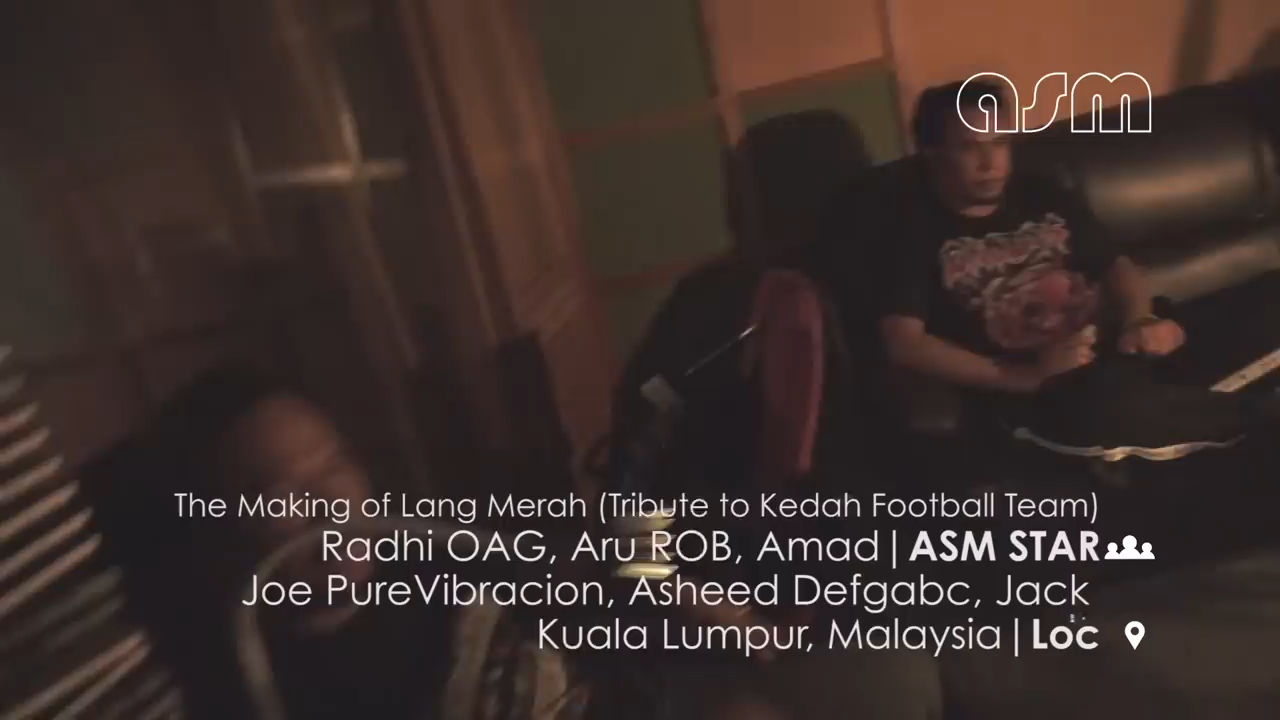 asm
The Making of Lang Merah (Tribute to Kedah Football Team)
Radhi OAG, Aru ROB, Amad | ASM STAR
Joe PureVibracion, Asheed Defgabc, Jack
Kuala Lumpur, Malaysia | Loc